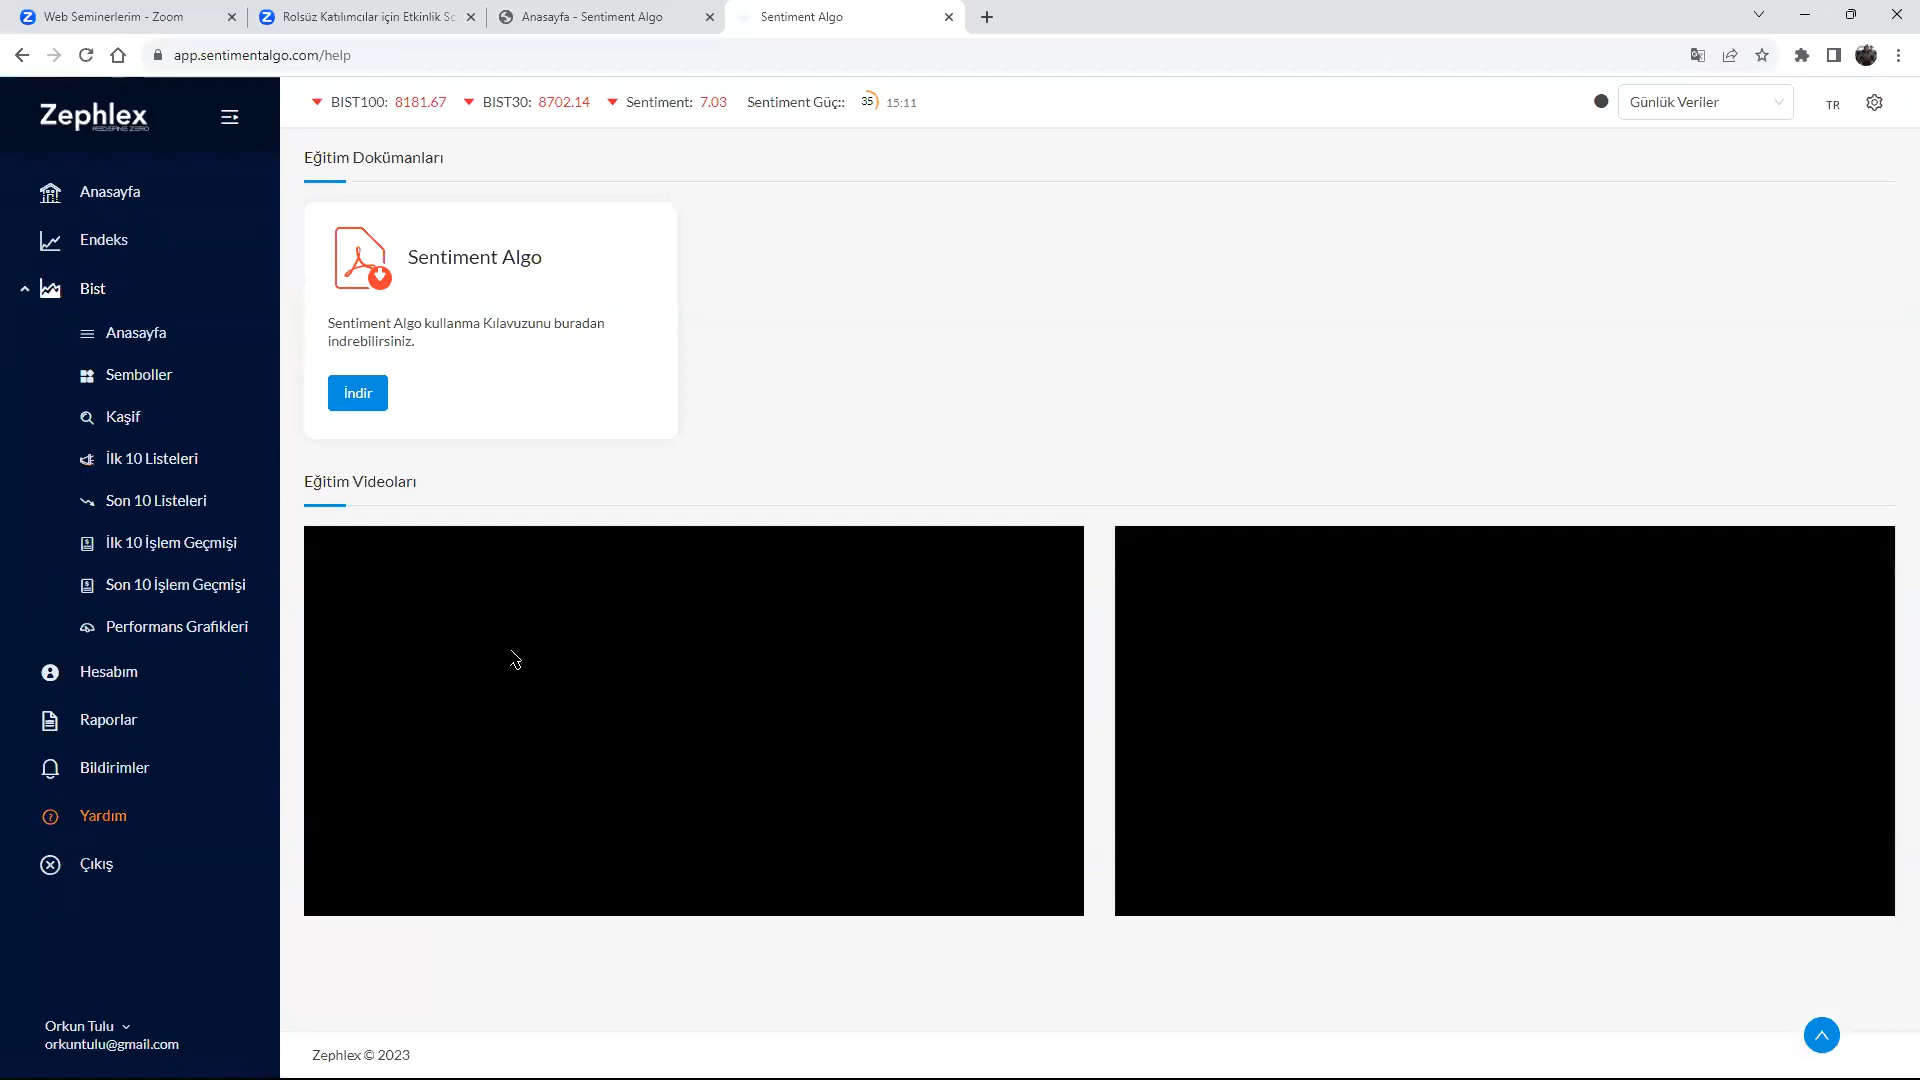 Web Seminerlerim - Zoom
Rolsüz Katılımcılar için Etkinlik Sc
Anasayfa - Sentiment Algo
Sentiment Algo
app.sentimentalgo.com/help
Zephlex
BIST100: 8181.67
BIST30: 8702.14
Sentiment: 7.03
Sentiment Güç:: 35 15:11
Günlük Veriler
TR
Anasayfa
Endeks
Bist
Anasayfa
Semboller
Kaşif
İlk 10 Listeleri
Son 10 Listeleri
İlk 10 İşlem Geçmişi
Son 10 İşlem Geçmişi
Performans Grafikleri
Hesabım
Raporlar
Bildirimler
Yardım
Çıkış
Orkun Tulu
orkuntulu@gmail.com
Eğitim Dokümanları
Sentiment Algo
Sentiment Algo kullanma Kılavuzunu buradan
indrebilirsiniz.
İndir
Eğitim Videoları
Zephlex © 2023